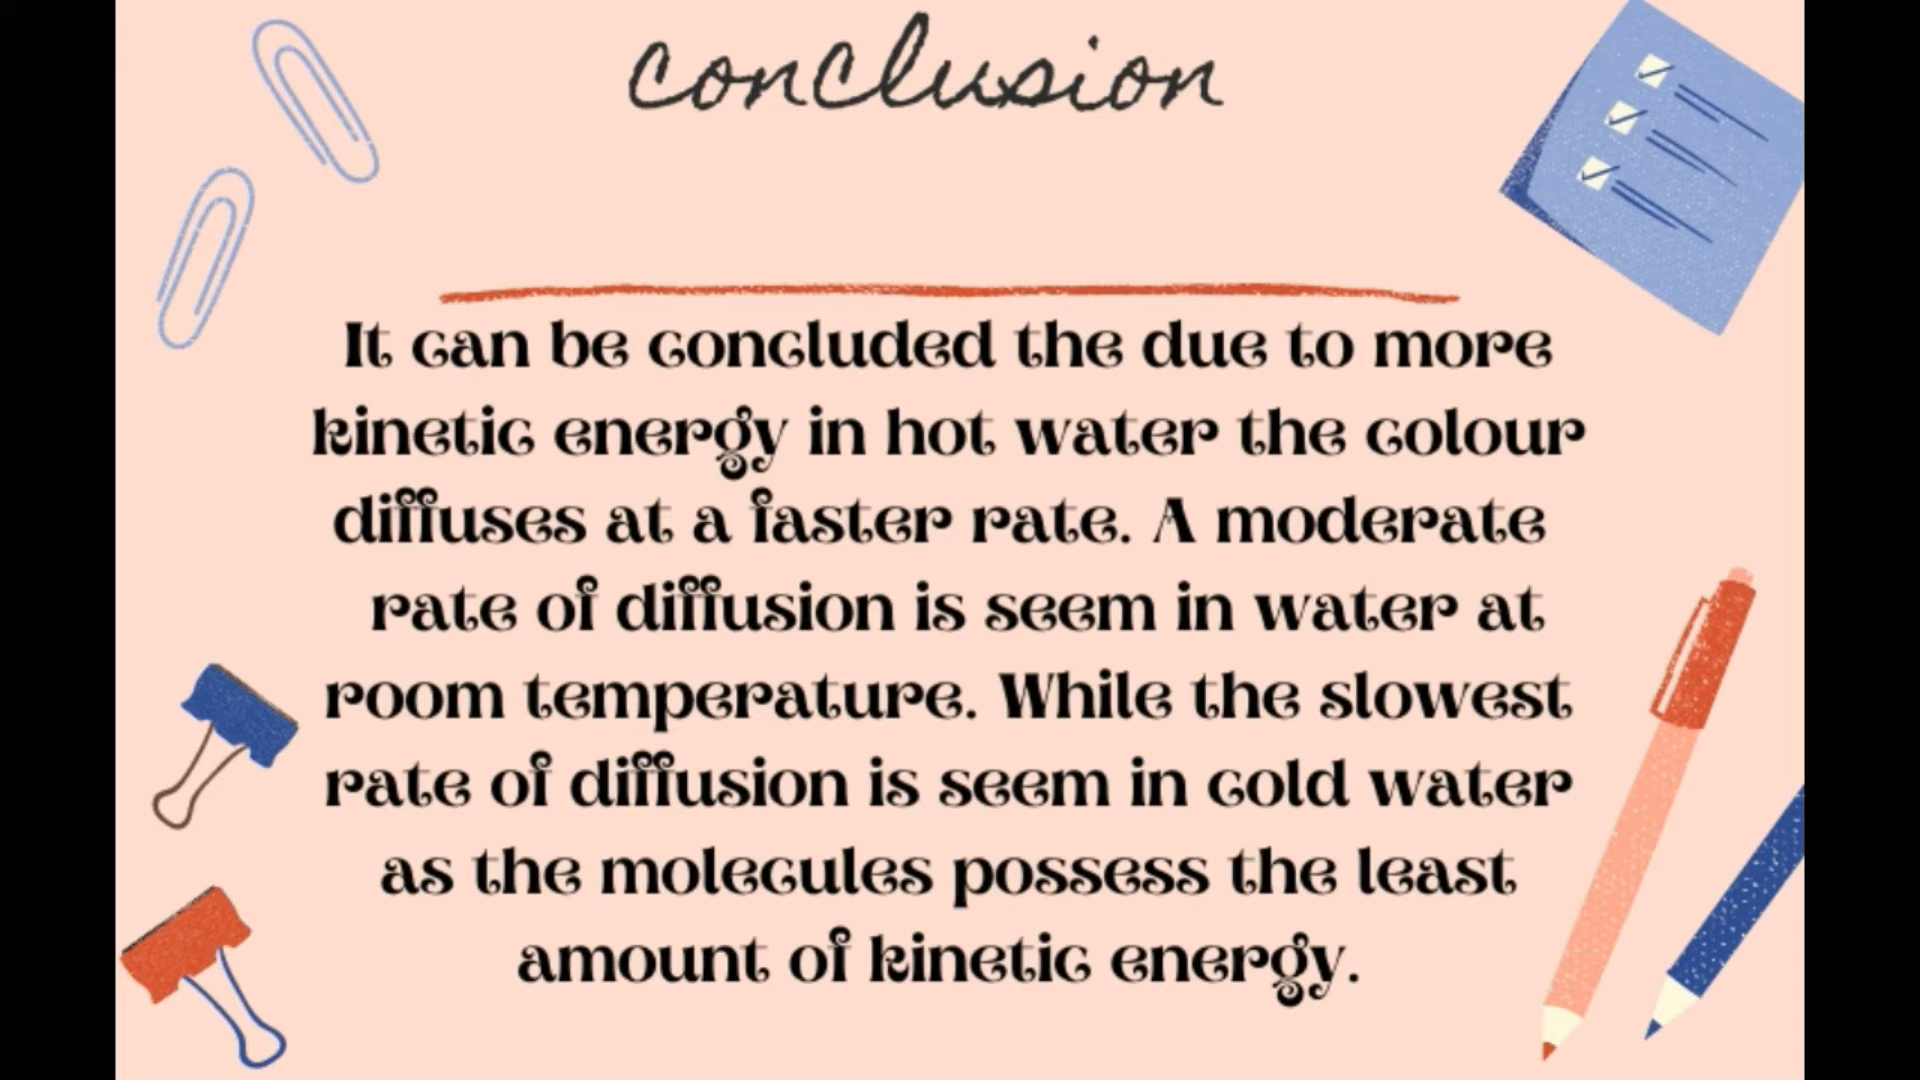 conclusion
It can be concluded the due to more
kinetic energy in hot water the colour
diffuses at a faster rate. A moderate
rate of diffusion is seem in water at
room temperature. While the slowest
rate of diffusion is seem in cold water
as the molecules possess the least
amount of kinetic energy.